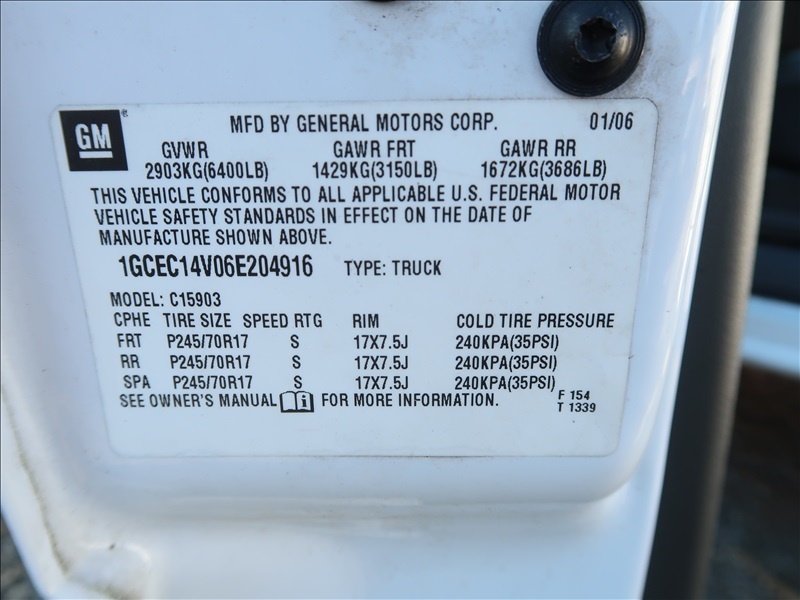 GM®
MFD BY GENERAL MOTORS CORP. 01/06
GVWR GAWR FRT GAWR RR
2903KG(6400LB) 1429KG(3150LB) 1672KG(3686LB)
THIS VEHICLE CONFORMS TO ALL APPLICABLE U.S. FEDERAL MOTOR
VEHICLE SAFETY STANDARDS IN EFFECT ON THE DATE OF
MANUFACTURE SHOWN ABOVE.
1GCEC14V06E204916 TYPE: TRUCK
MODEL: C15903
CPHE TIRE SIZE SPEED RTG RIM COLD TIRE PRESSURE
FRT P245/70R17 S 17X7.5J 240KPA(35PSI)
RR P245/70R17 S 17X7.5J 240KPA(35PSI)
SPA P245/70R17 S 17X7.5J 240KPA(35PSI)
SEE OWNER'S MANUAL FOR MORE INFORMATION. F 154
T 1339